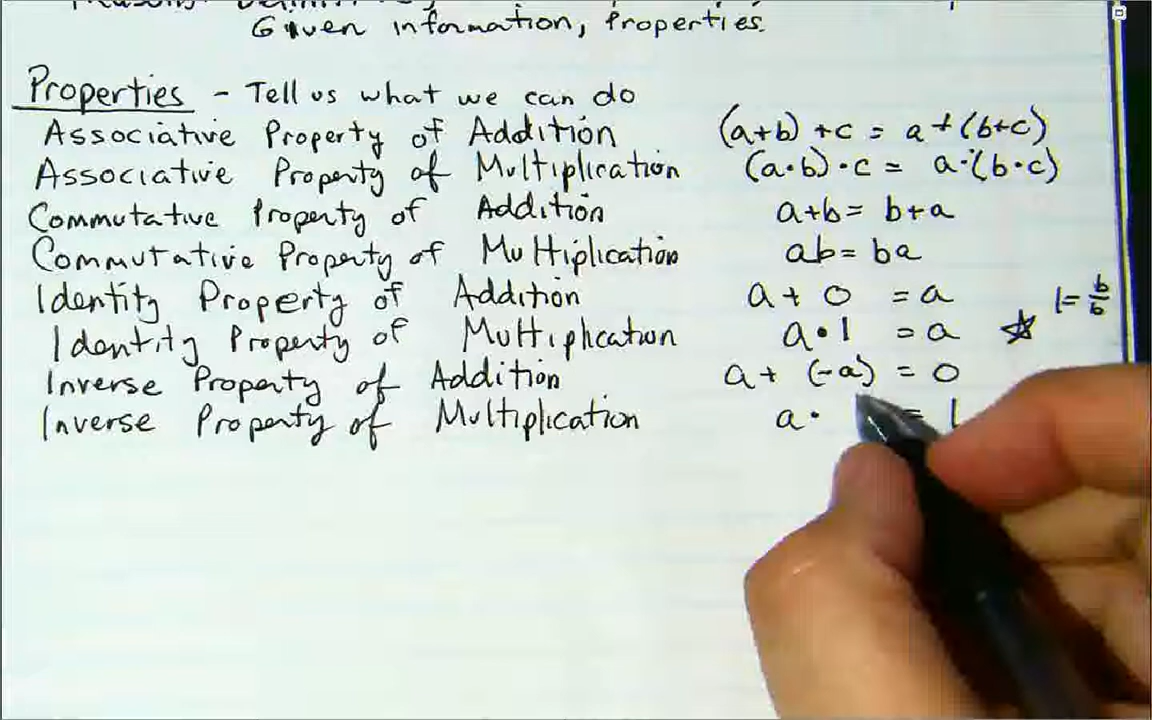 Given information, Properties.
Properties - Tell us what we can do
Associative Property of Addition (a+b)+c = a+(b+c)
Associative Property of Multiplication (a·b)·c = a·(b·c)
Commutative Property of Addition a+b = b+a
Commutative Property of Multiplication ab = ba
Identity Property of Addition a + 0 = a
Identity Property of Multiplication a·1 = a ☆ 1 = b/b
Inverse Property of Addition a + (-a) = 0
Inverse Property of Multiplication a· = 1